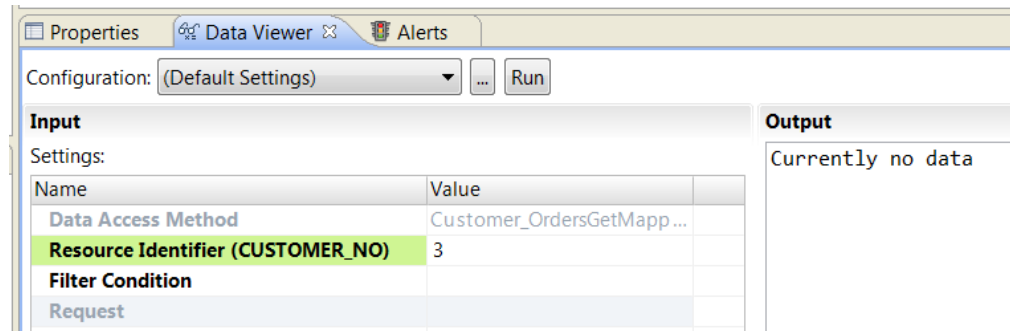 Properties Data Viewer Alerts
Configuration: (Default Settings) ... Run
Input
Output
Settings:
Currently no data
Name Value
Data Access Method Customer_OrdersGetMapp...
Resource Identifier (CUSTOMER_NO) 3
Filter Condition
Request